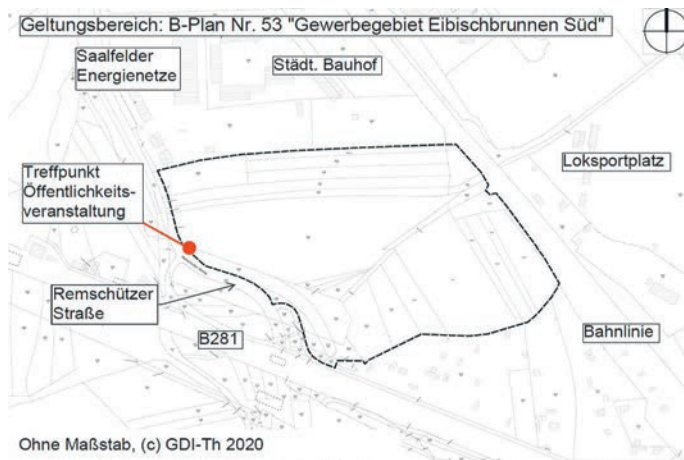 Geltungsbereich: B-Plan Nr. 53 "Gewerbegebiet Eibischbrunnen Süd"
Saalfelder
Energienetze
Städt. Bauhof
Loksportplatz
Treffpunkt
Öffentlichkeits-
veranstaltung
Remschützer
Straße
B281
Bahnlinie
Ohne Maßstab, (c) GDI-Th 2020